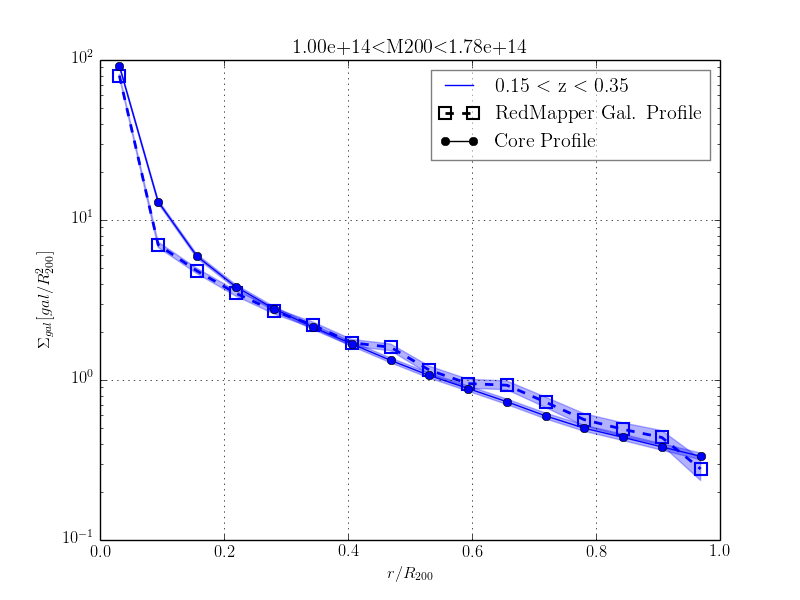 1.00e+14<M200<1.78e+14
0.15 < z < 0.35
RedMapper Gal. Profile
Core Profile
10²
10¹
10⁰
10⁻¹
Σ_gal[gal/R²₂₀₀]
0.0 0.2 0.4 0.6 0.8 1.0
r/R₂₀₀